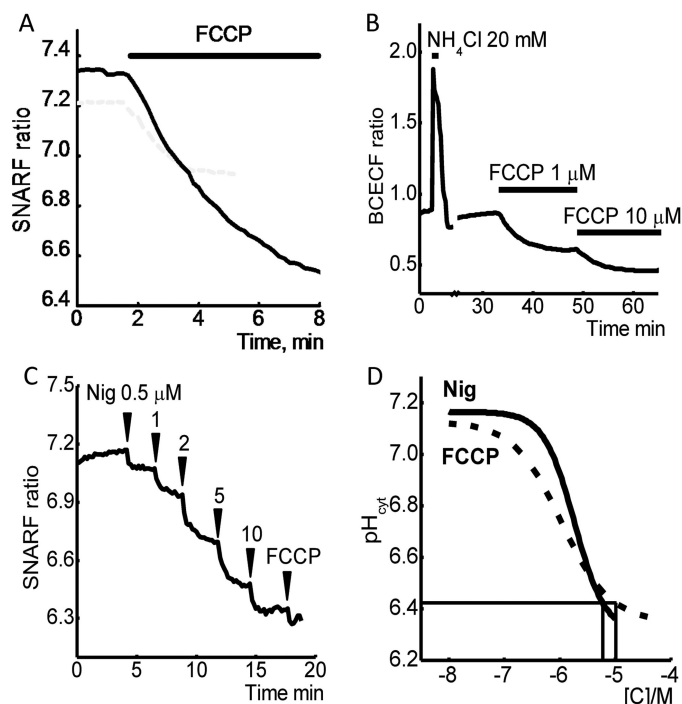 A
FCCP
7.4
7.2
7.0
6.8
6.6
6.4
SNARF ratio
0 2 4 6 8
Time, min
B
NH4Cl 20 mM
2.0
1.5
1.0
0.5
BCECF ratio
FCCP 1 μM
FCCP 10 μM
0 30 40 50 60
Time min
C
7.5
7.2
6.9
6.6
6.3
SNARF ratio
Nig 0.5 μM
1
2
5
10
FCCP
0 5 10 15 20
Time min
D
7.2
7.0
6.8
6.6
6.4
6.2
pHcyt
Nig
FCCP
-8 -7 -6 -5 -4
[C]/M